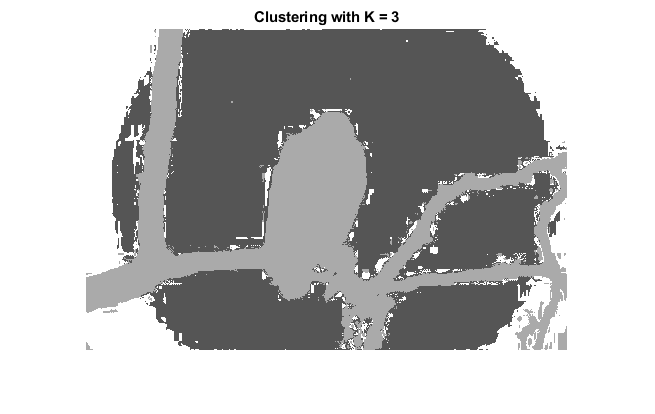 Clustering with K = 3